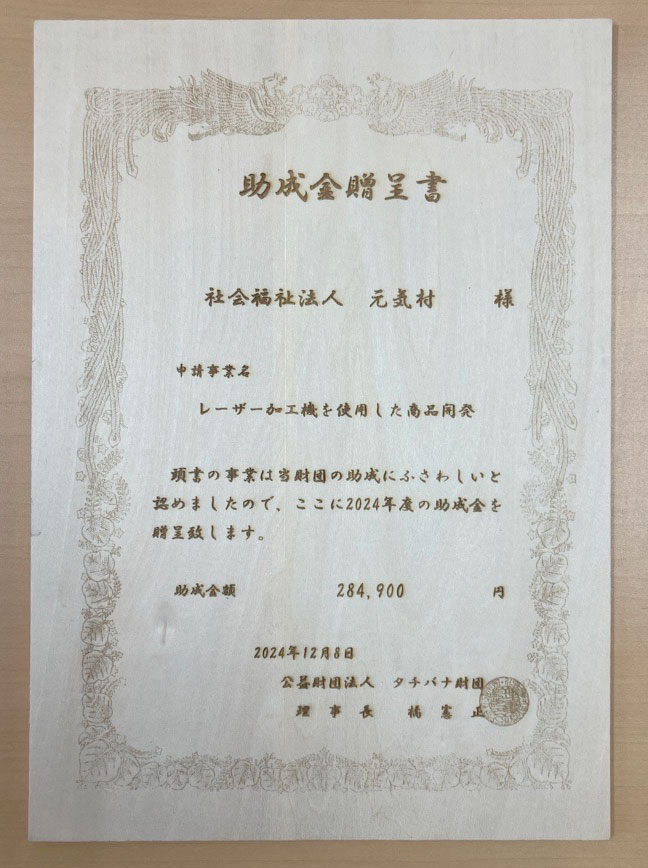 助成金贈呈書
社会福祉法人　元気村　様
申請事業名
レーザー加工機を使用した商品開発
頭書の事業は当財団の助成にふさわしいと
認めましたので、ここに2024年度の助成金を
贈呈致します。
助成金額　284,900　円
2024年12月8日
公益財団法人　タチバナ財団
理事長　橘憲正